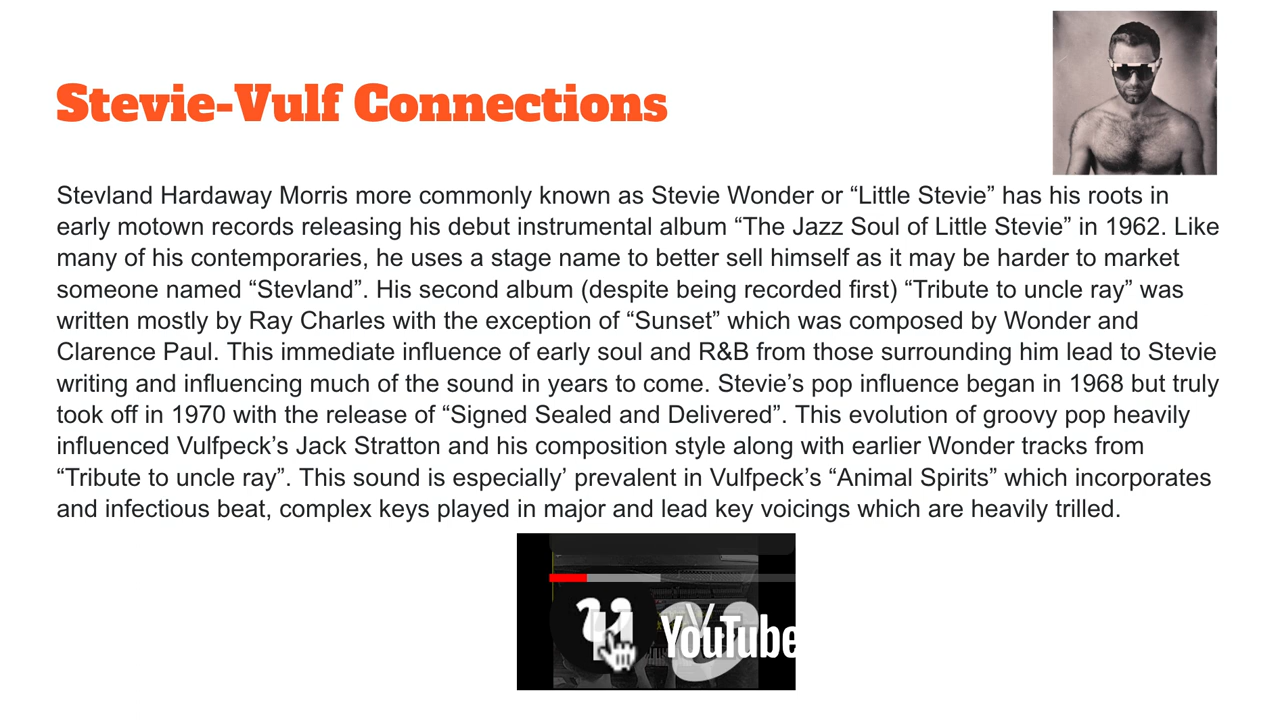 Stevie-Vulf Connections
Stevland Hardaway Morris more commonly known as Stevie Wonder or “Little Stevie” has his roots in
early motown records releasing his debut instrumental album “The Jazz Soul of Little Stevie” in 1962. Like
many of his contemporaries, he uses a stage name to better sell himself as it may be harder to market
someone named “Stevland”. His second album (despite being recorded first) “Tribute to uncle ray” was
written mostly by Ray Charles with the exception of “Sunset” which was composed by Wonder and
Clarence Paul. This immediate influence of early soul and R&B from those surrounding him lead to Stevie
writing and influencing much of the sound in years to come. Stevie’s pop influence began in 1968 but truly
took off in 1970 with the release of “Signed Sealed and Delivered”. This evolution of groovy pop heavily
influenced Vulfpeck’s Jack Stratton and his composition style along with earlier Wonder tracks from
“Tribute to uncle ray”. This sound is especially’ prevalent in Vulfpeck’s “Animal Spirits” which incorporates
and infectious beat, complex keys played in major and lead key voicings which are heavily trilled.
YouTube